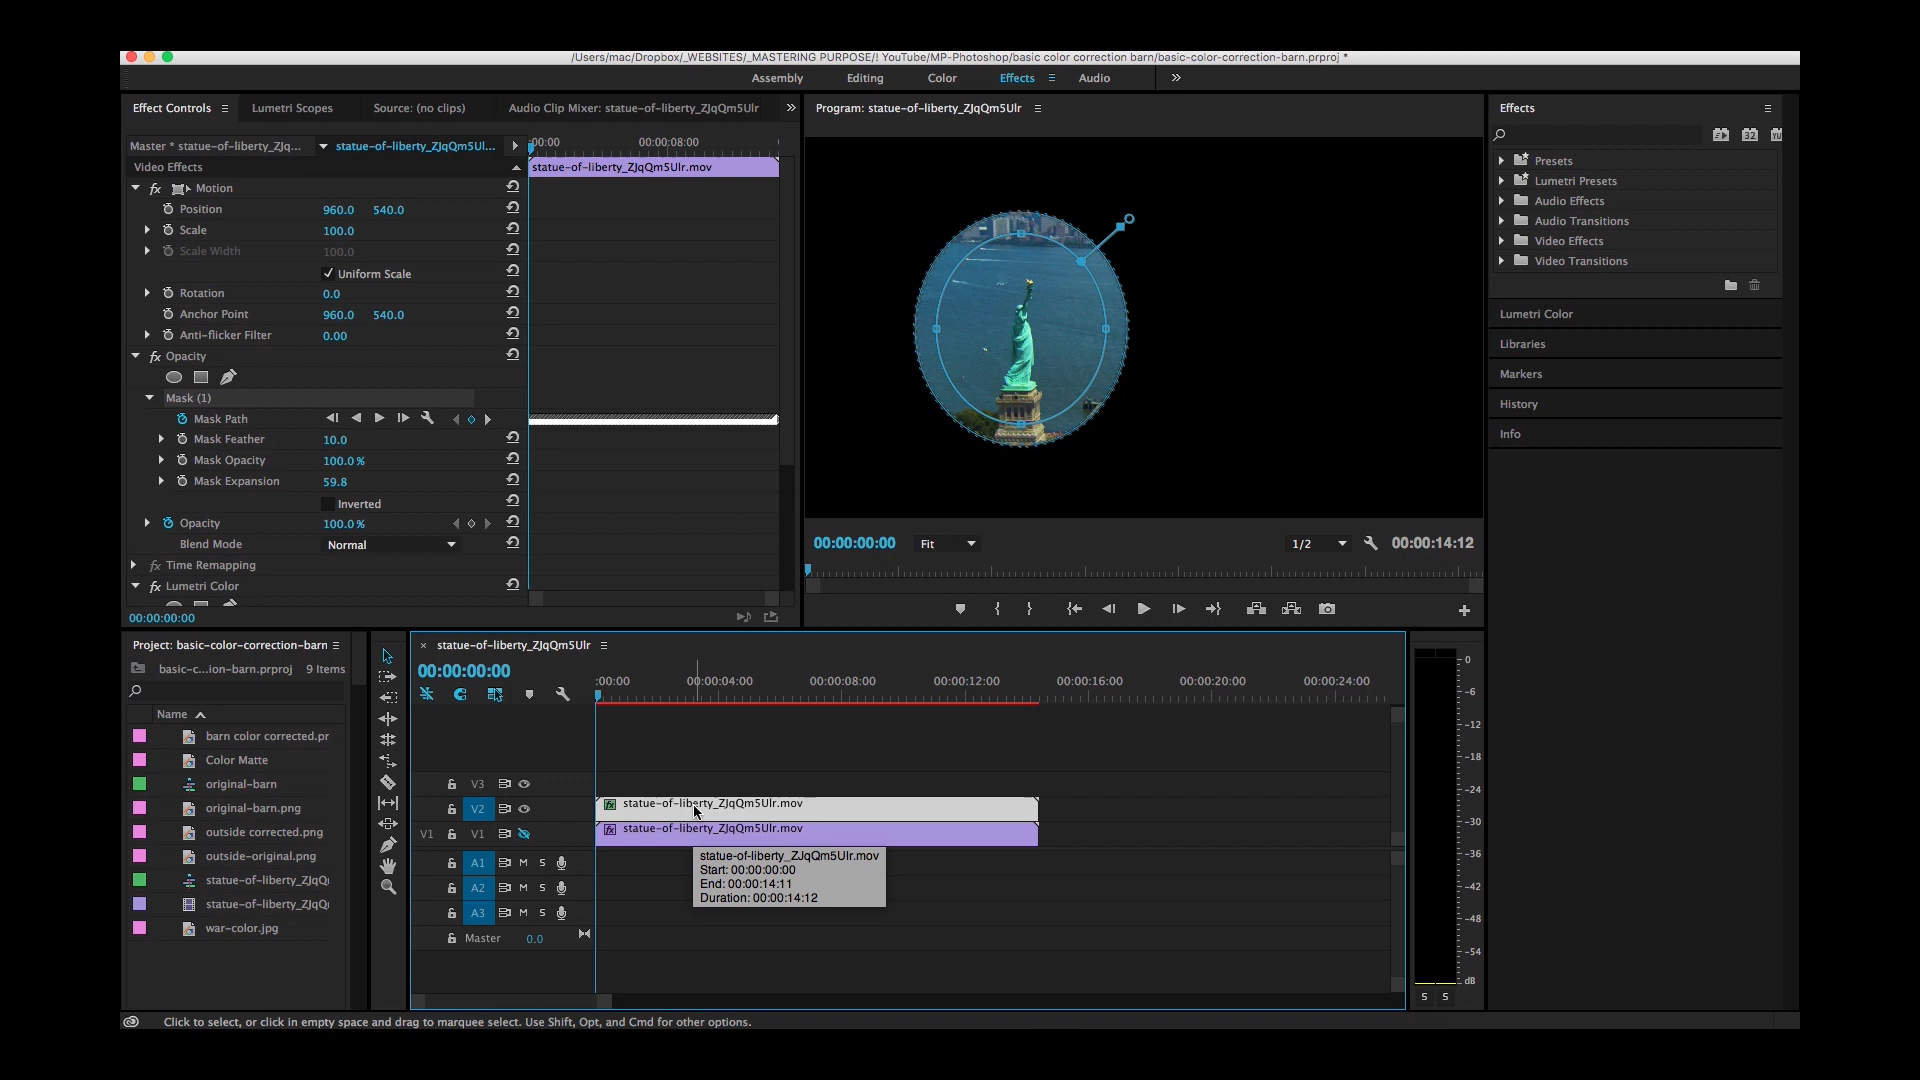 /Users/mac/Dropbox/_WEBSITES/_MASTERING PURPOSE/! YouTube/MP-Photoshop/basic color correction barn/basic-color-correction-barn.prproj *
Assembly Editing Color Effects Audio
Effect Controls Lumetri Scopes Source: (no clips) Audio Clip Mixer: statue-of-liberty_ZJqQm5Ulr
Program: statue-of-liberty_ZJqQm5Ulr
Effects
Master * statue-of-liberty_ZJq... statue-of-liberty_ZJqQm5Ul...
:00:00 00:00:08:00
Video Effects
statue-of-liberty_ZJqQm5Ulr.mov
fx Motion
Position 960.0 540.0
Scale 100.0
Scale Width 100.0
Uniform Scale
Rotation 0.0
Anchor Point 960.0 540.0
Anti-flicker Filter 0.00
fx Opacity
Mask (1)
Mask Path
Mask Feather 10.0
Mask Opacity 100.0 %
Mask Expansion 59.8
Inverted
Opacity 100.0 %
Blend Mode Normal
fx Time Remapping
fx Lumetri Color
00:00:00:00
00:00:00:00 Fit 1/2 00:00:14:12
32 YU
Presets
Lumetri Presets
Audio Effects
Audio Transitions
Video Effects
Video Transitions
Lumetri Color
Libraries
Markers
History
Info
Project: basic-color-correction-barn
basic-c...ion-barn.prproj 9 Items
Name
barn color corrected.pr
Color Matte
original-barn
original-barn.png
outside corrected.png
outside-original.png
statue-of-liberty_ZJqQ
statue-of-liberty_ZJqQ
war-color.jpg
× statue-of-liberty_ZJqQm5Ulr
00:00:00:00
:00:00 00:00:04:00 00:00:08:00 00:00:12:00 00:00:16:00 00:00:20:00 00:00:24:00
V3
V2 fx statue-of-liberty_ZJqQm5Ulr.mov
V1 V1 fx statue-of-liberty_ZJqQm5Ulr.mov
A1 M S
A2 M S
A3 M S
Master 0.0
statue-of-liberty_ZJqQm5Ulr.mov
Start: 00:00:00:00
End: 00:00:14:11
Duration: 00:00:14:12
0
-6
-12
-18
-24
-30
-36
-42
-48
-54
dB
S S
Click to select, or click in empty space and drag to marquee select. Use Shift, Opt, and Cmd for other options.